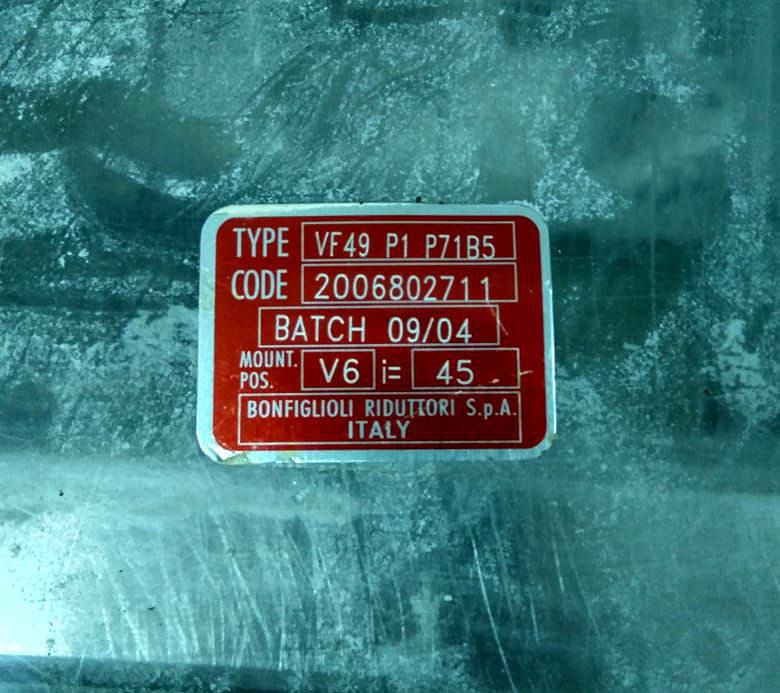 TYPE VF49 P1 P71B5
CODE 2006802711
BATCH 09/04
MOUNT. POS. V6 i= 45
BONFIGLIOLI RIDUTTORI S.p.A.
ITALY